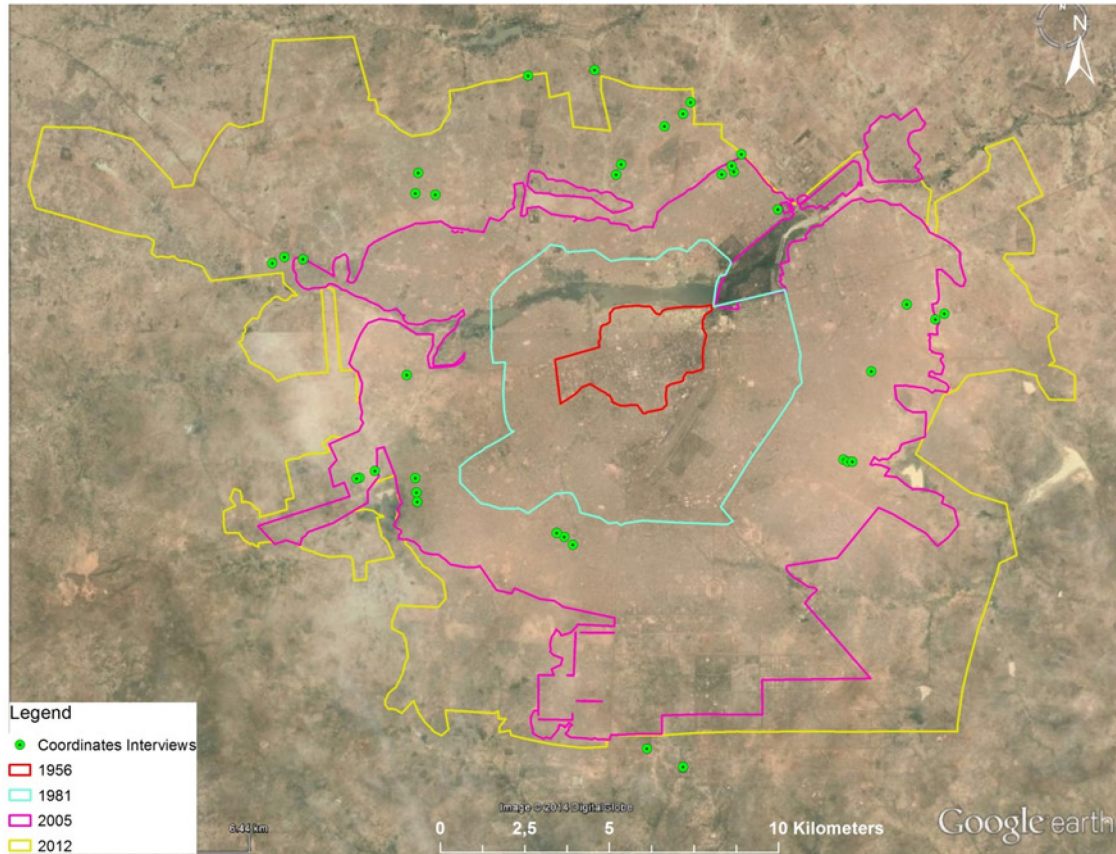 N
N
Legend
Coordinates Interviews
1956
1981
2005
2012
Image © 2014 DigitalGlobe
6.44 km
0 2,5 5 10 Kilometers
Google earth